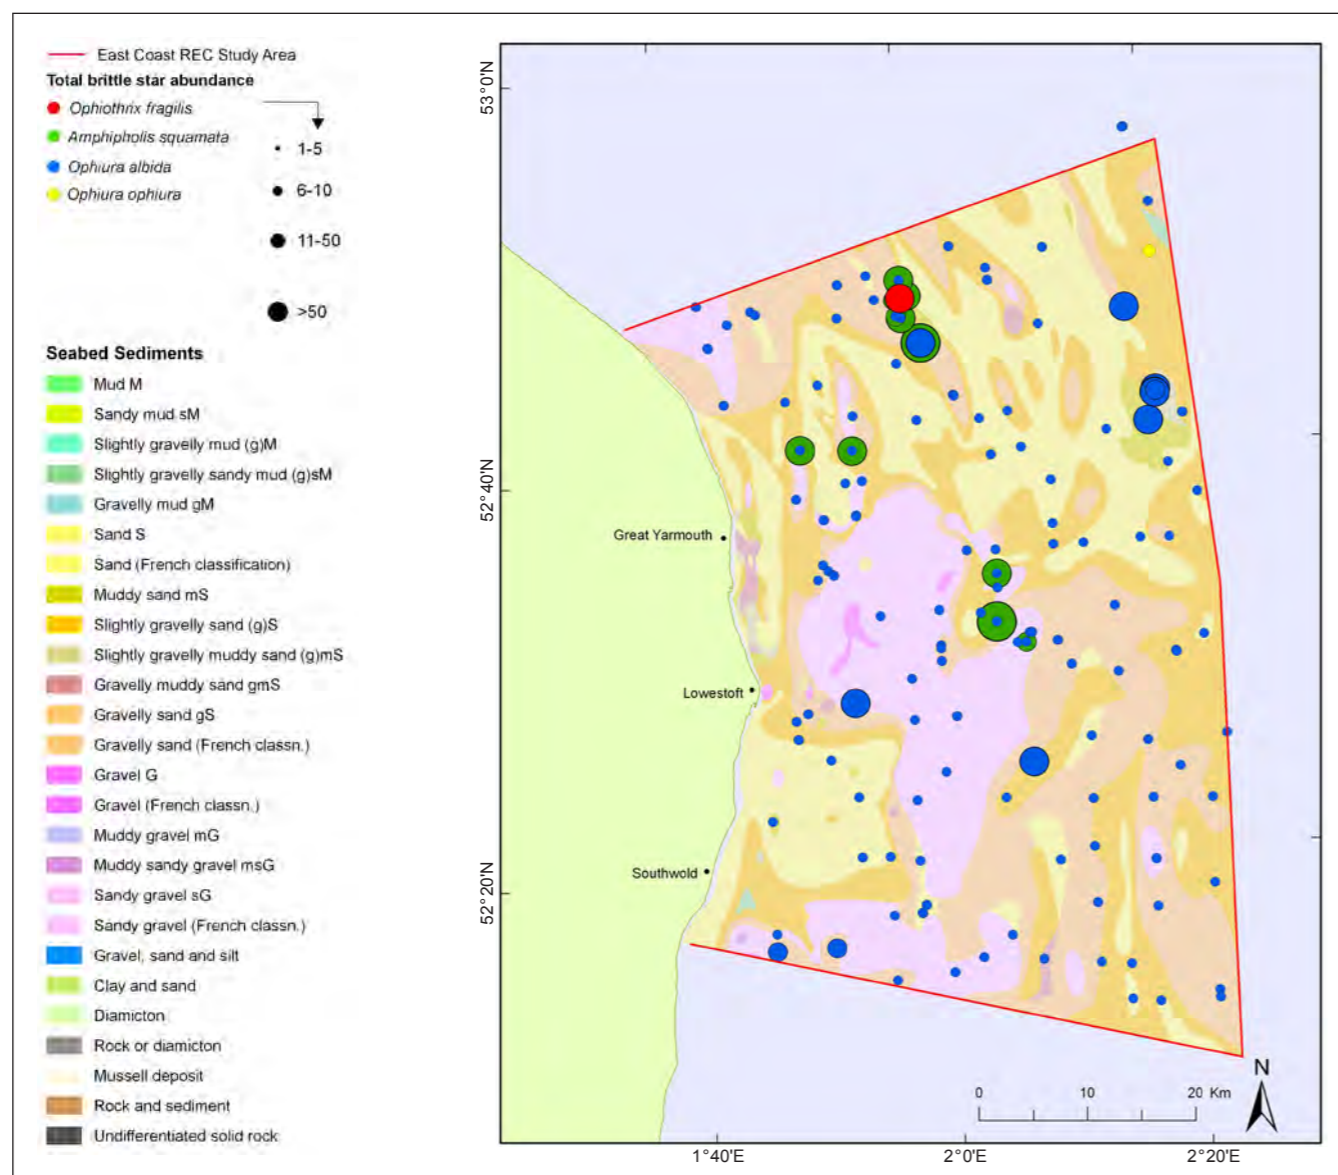 East Coast REC Study Area
Total brittle star abundance
Ophiothrix fragilis
Amphipholis squamata
Ophiura albida
Ophiura ophiura
1-5
6-10
11-50
>50
Seabed Sediments
Mud M
Sandy mud sM
Slightly gravelly mud (g)M
Slightly gravelly sandy mud (g)sM
Gravelly mud gM
Sand S
Sand (French classification)
Muddy sand mS
Slightly gravelly sand (g)S
Slightly gravelly muddy sand (g)mS
Gravelly muddy sand gmS
Gravelly sand gS
Gravelly sand (French classn.)
Gravel G
Gravel (French classn.)
Muddy gravel mG
Muddy sandy gravel msG
Sandy gravel sG
Sandy gravel (French classn.)
Gravel, sand and silt
Clay and sand
Diamicton
Rock or diamicton
Mussell deposit
Rock and sediment
Undifferentiated solid rock
53°0'N
52°40'N
52°20'N
Great Yarmouth
Lowestoft
Southwold
0 10 20 Km
N
1°40'E 2°0'E 2°20'E